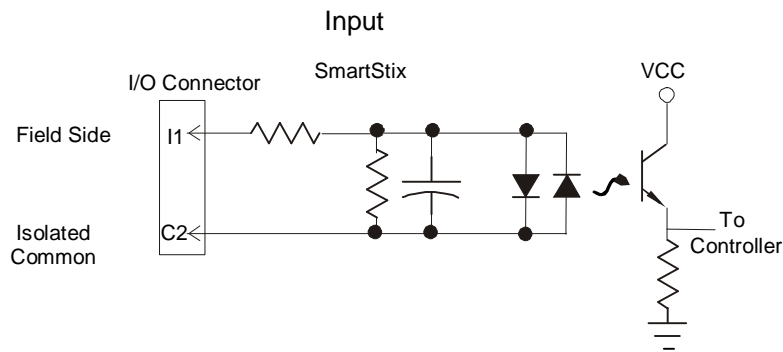 Input
SmartStix
I/O Connector
VCC
Field Side
I1
Isolated
Common
C2
To
Controller